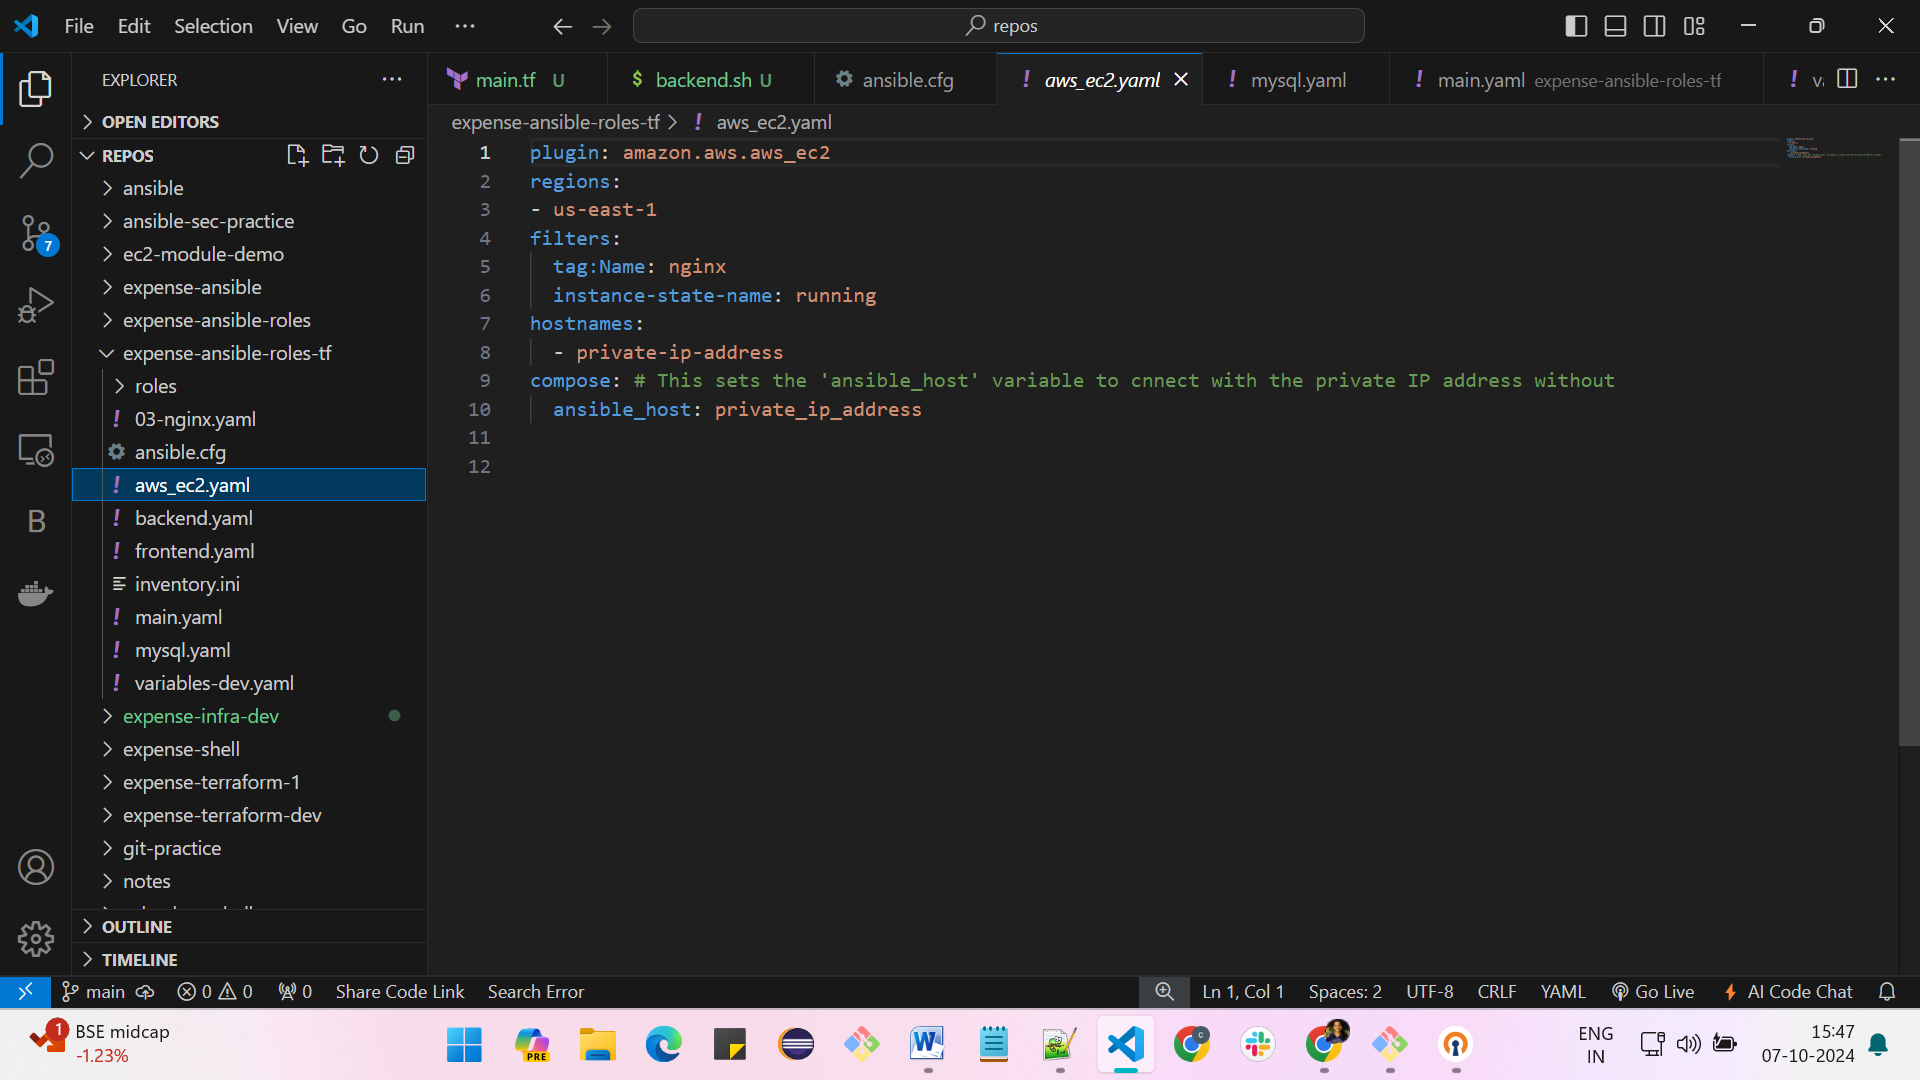 File Edit Selection View Go Run
repos
EXPLORER
OPEN EDITORS
REPOS
ansible
ansible-sec-practice
ec2-module-demo
expense-ansible
expense-ansible-roles
expense-ansible-roles-tf
roles
03-nginx.yaml
ansible.cfg
aws_ec2.yaml
backend.yaml
frontend.yaml
inventory.ini
main.yaml
mysql.yaml
variables-dev.yaml
expense-infra-dev
expense-shell
expense-terraform-1
expense-terraform-dev
git-practice
notes
OUTLINE
TIMELINE
7
B
main.tf U
$ backend.sh U
ansible.cfg
! aws_ec2.yaml
! mysql.yaml
! main.yaml expense-ansible-roles-tf
expense-ansible-roles-tf > ! aws_ec2.yaml
1 plugin: amazon.aws.aws_ec2
2 regions:
3 - us-east-1
4 filters:
5 tag:Name: nginx
6 instance-state-name: running
7 hostnames:
8 - private-ip-address
9 compose: # This sets the 'ansible_host' variable to cnnect with the private IP address without
10 ansible_host: private_ip_address
11
12
main 0 0 0 Share Code Link Search Error
Ln 1, Col 1 Spaces: 2 UTF-8 CRLF YAML Go Live AI Code Chat
1
BSE midcap
-1.23%
PRE
W
C
ENG
IN
15:47
07-10-2024